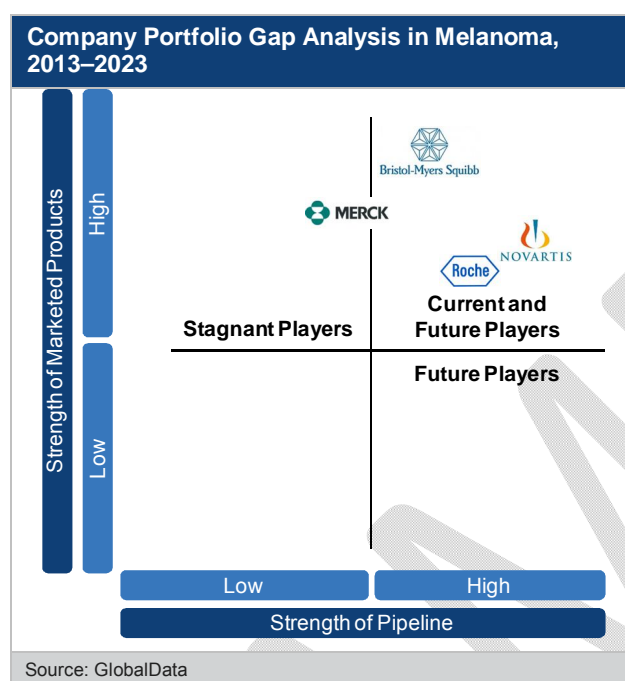 Company Portfolio Gap Analysis in Melanoma,
2013–2023
Strength of Marketed Products
High
Low
Bristol-Myers Squibb
MERCK
NOVARTIS
Roche
Stagnant Players
Current and
Future Players
Future Players
Low
High
Strength of Pipeline
Source: GlobalData